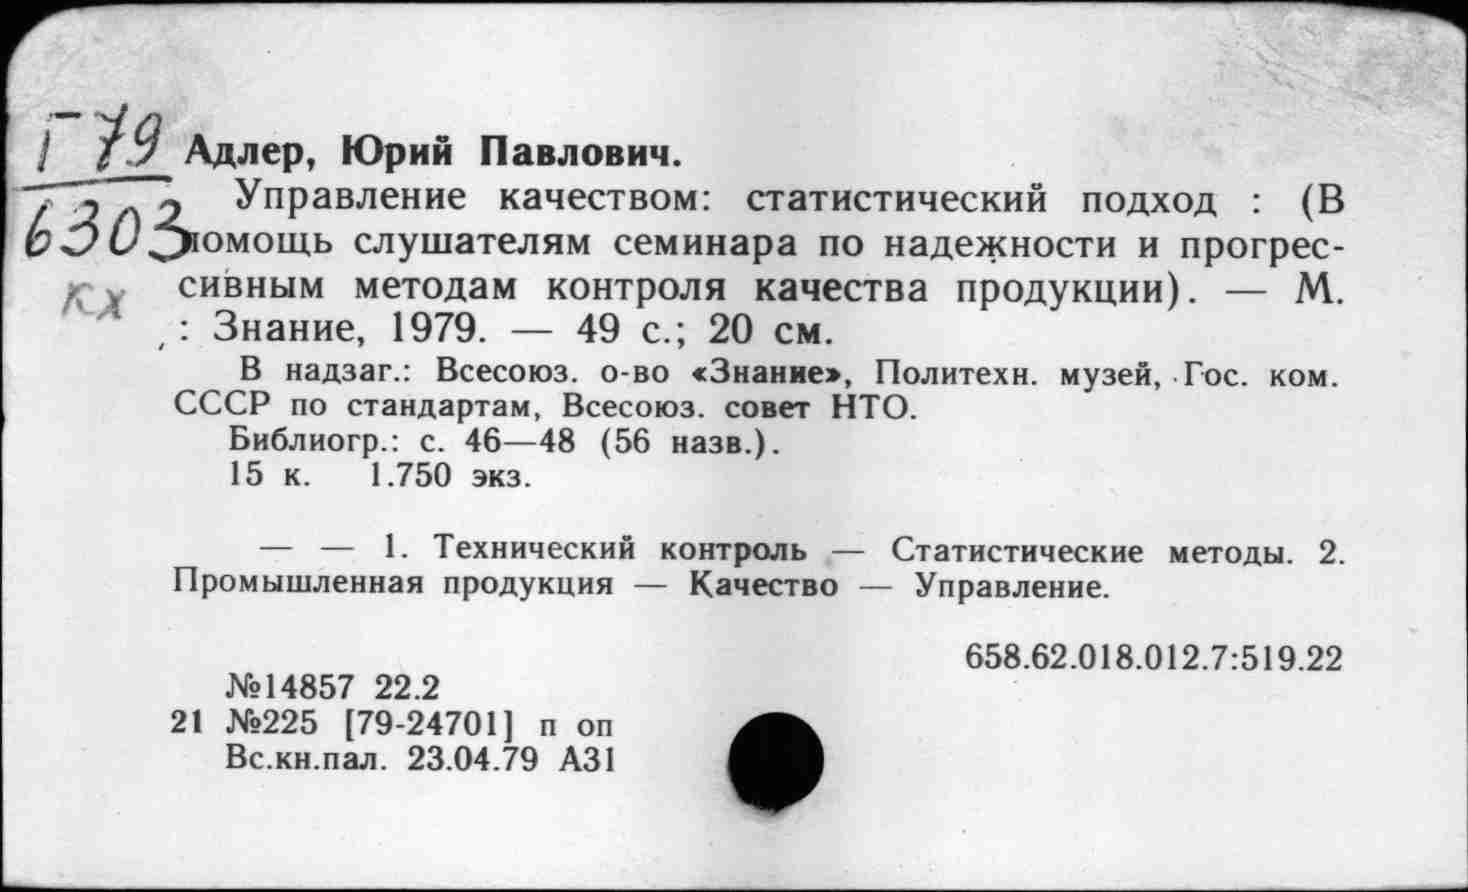 Г 79
6303
кх
Адлер, Юрий Павлович.
Управление качеством: статистический подход : (В
помощь слушателям семинара по надежности и прогрес-
сивным методам контроля качества продукции). — М.
: Знание, 1979. — 49 с.; 20 см.
В надзаг.: Всесоюз. о-во «Знание», Политехн. музей, Гос. ком.
СССР по стандартам, Всесоюз. совет НТО.
Библиогр.: с. 46—48 (56 назв.).
15 к. 1.750 экз.
— — 1. Технический контроль — Статистические методы. 2.
Промышленная продукция — Качество — Управление.
658.62.018.012.7:519.22
№14857 22.2
21 №225 [79-24701] п оп
Вс.кн.пал. 23.04.79 А31